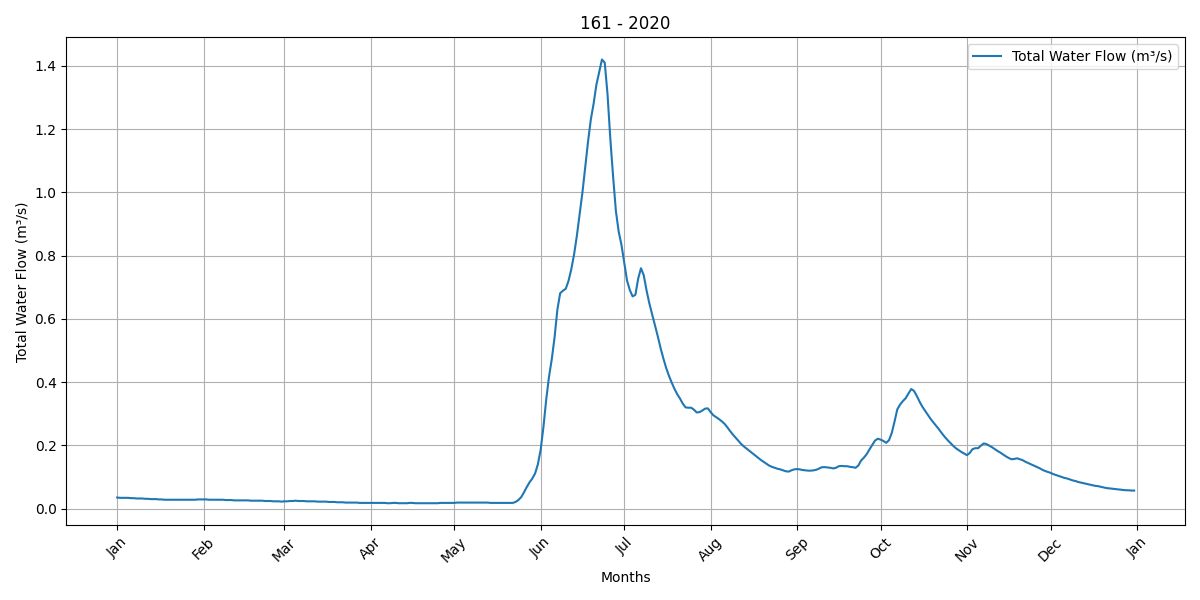 161 - 2020
Total Water Flow (m³/s)
Total Water Flow (m³/s)
1.4
1.2
1.0
0.8
0.6
0.4
0.2
0.0
Jan
Feb
Mar
Apr
May
Jun
Jul
Aug
Sep
Oct
Nov
Dec
Jan
Months